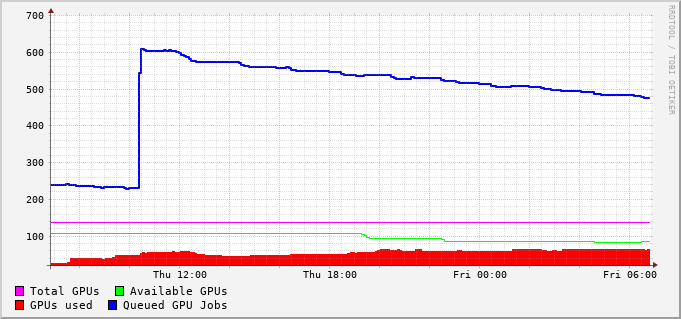 700
600
500
400
300
200
100
Thu 12:00 Thu 18:00 Fri 00:00 Fri 06:00
Total GPUs Available GPUs
GPUs used Queued GPU Jobs
RRDTOOL / TOBI OETIKER